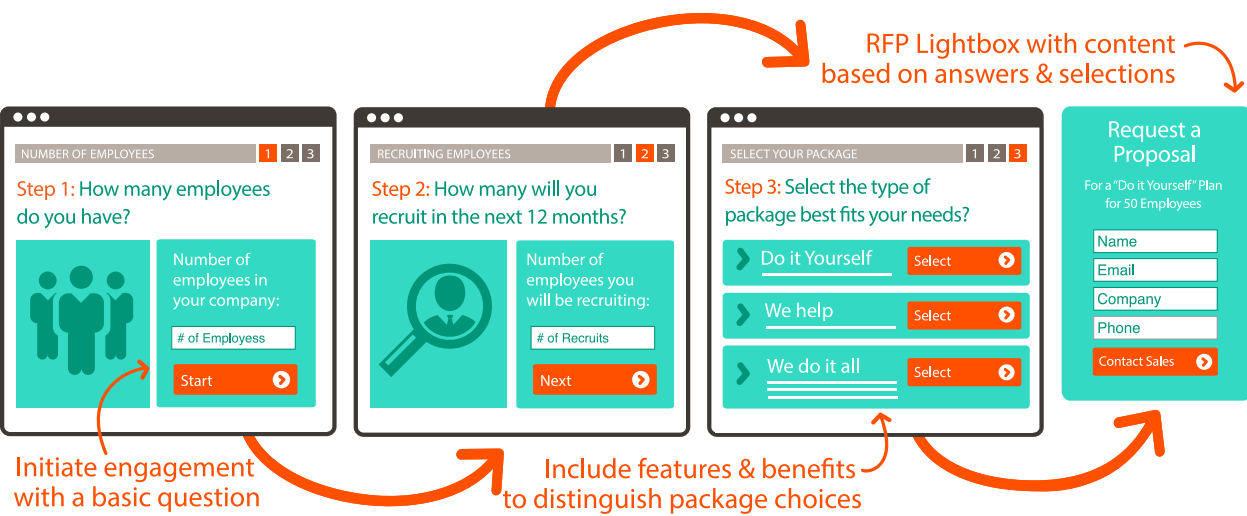 RFP Lightbox with content
based on answers & selections
NUMBER OF EMPLOYEES
1 2 3
Step 1: How many employees
do you have?
Number of
employees in
your company:
# of Employess
Start
Initiate engagement
with a basic question
RECRUITING EMPLOYEES
1 2 3
Step 2: How many will you
recruit in the next 12 months?
Number of
employees you
will be recruiting:
# of Recruits
Next
SELECT YOUR PACKAGE
1 2 3
Step 3: Select the type of
package best fits your needs?
Do it Yourself
Select
We help
Select
We do it all
Select
Include features & benefits
to distinguish package choices
Request a
Proposal
For a "Do it Yourself" Plan
for 50 Employees
Name
Email
Company
Phone
Contact Sales